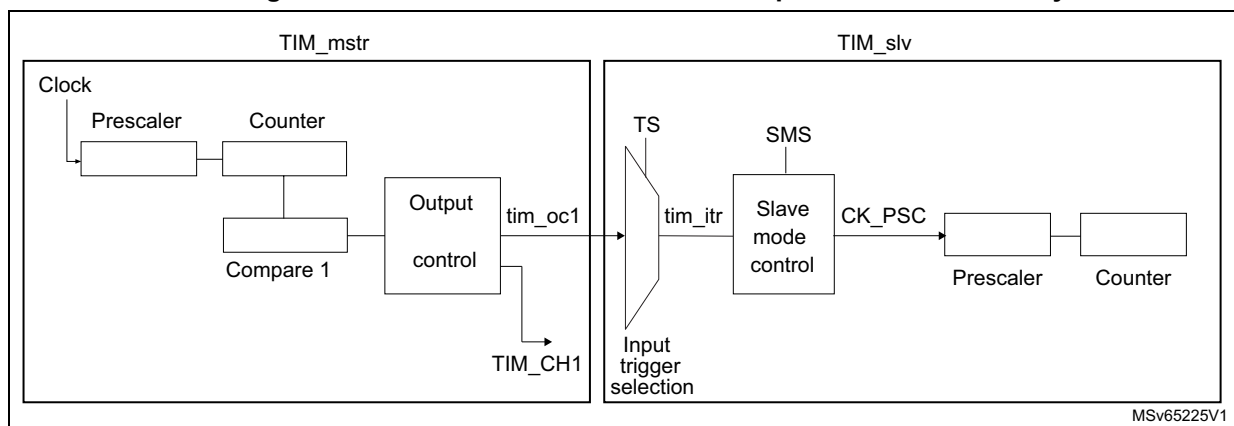 TIM_mstr
TIM_slv
Clock
Prescaler
Counter
Compare 1
Output
control
tim_oc1
TIM_CH1
TS
Input
trigger
selection
tim_itr
SMS
Slave
mode
control
CK_PSC
Prescaler
Counter
MSv65225V1